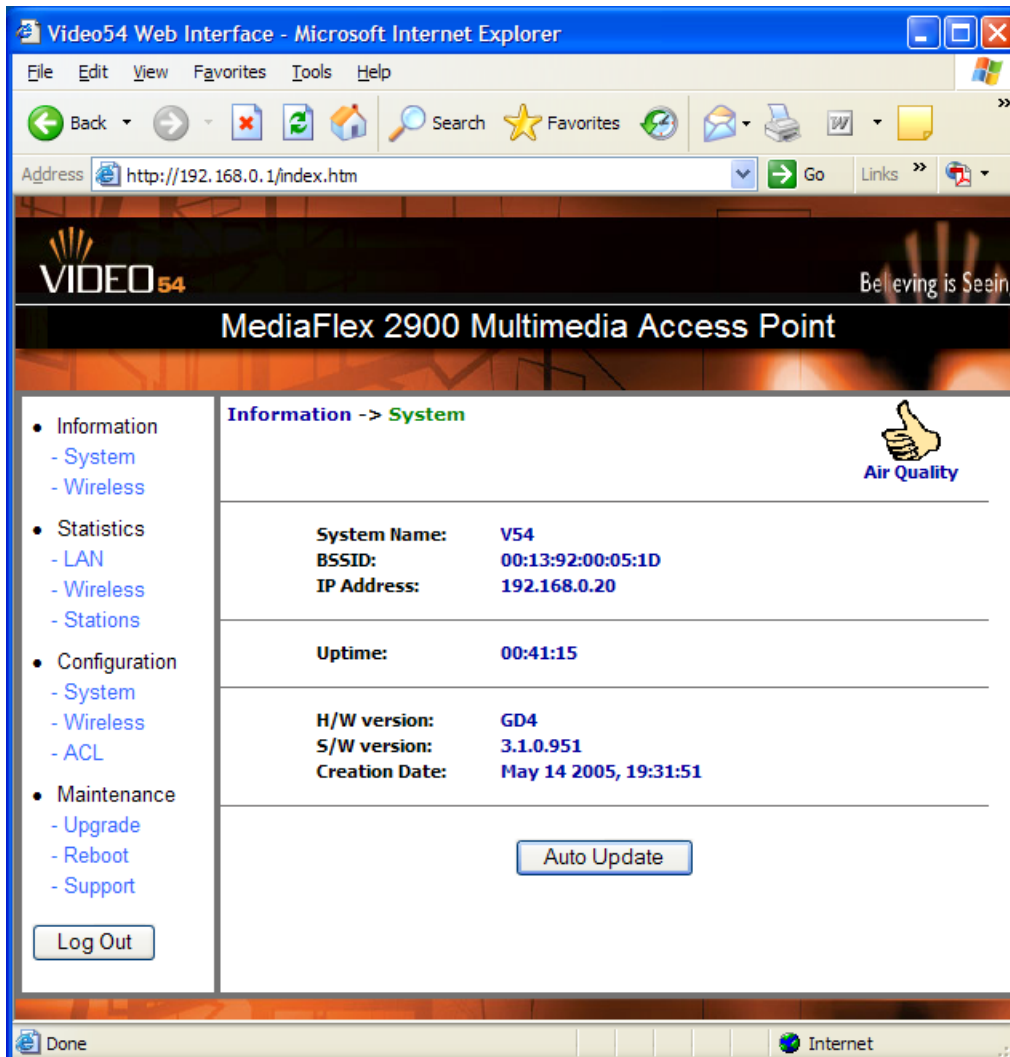 Video54 Web Interface - Microsoft Internet Explorer
File Edit View Favorites Tools Help
Back Search Favorites
Address http://192.168.0.1/index.htm Go Links
VIDEO54
Believing is Seein
MediaFlex 2900 Multimedia Access Point
Information
- System
- Wireless
Statistics
- LAN
- Wireless
- Stations
Configuration
- System
- Wireless
- ACL
Maintenance
- Upgrade
- Reboot
- Support
Log Out
Information -> System
Air Quality
System Name: V54
BSSID: 00:13:92:00:05:1D
IP Address: 192.168.0.20
Uptime: 00:41:15
H/W version: GD4
S/W version: 3.1.0.951
Creation Date: May 14 2005, 19:31:51
Auto Update
Done Internet